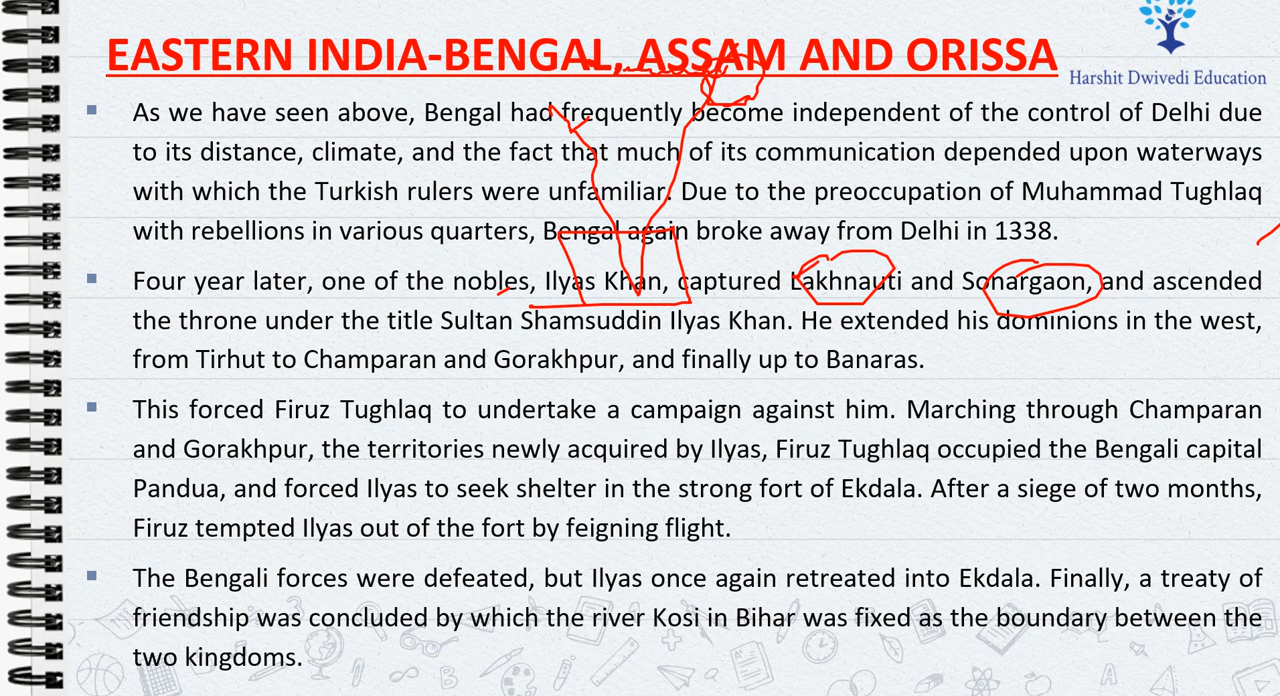 EASTERN INDIA-BENGAL, ASSAM AND ORISSA
Harshit Dwivedi Education
As we have seen above, Bengal had frequently become independent of the control of Delhi due
to its distance, climate, and the fact that much of its communication depended upon waterways
with which the Turkish rulers were unfamiliar. Due to the preoccupation of Muhammad Tughlaq
with rebellions in various quarters, Bengal again broke away from Delhi in 1338.
Four year later, one of the nobles, Ilyas Khan, captured Lakhnauti and Sonargaon, and ascended
the throne under the title Sultan Shamsuddin Ilyas Khan. He extended his dominions in the west,
from Tirhut to Champaran and Gorakhpur, and finally up to Banaras.
This forced Firuz Tughlaq to undertake a campaign against him. Marching through Champaran
and Gorakhpur, the territories newly acquired by Ilyas, Firuz Tughlaq occupied the Bengali capital
Pandua, and forced Ilyas to seek shelter in the strong fort of Ekdala. After a siege of two months,
Firuz tempted Ilyas out of the fort by feigning flight.
The Bengali forces were defeated, but Ilyas once again retreated into Ekdala. Finally, a treaty of
friendship was concluded by which the river Kosi in Bihar was fixed as the boundary between the
two kingdoms.